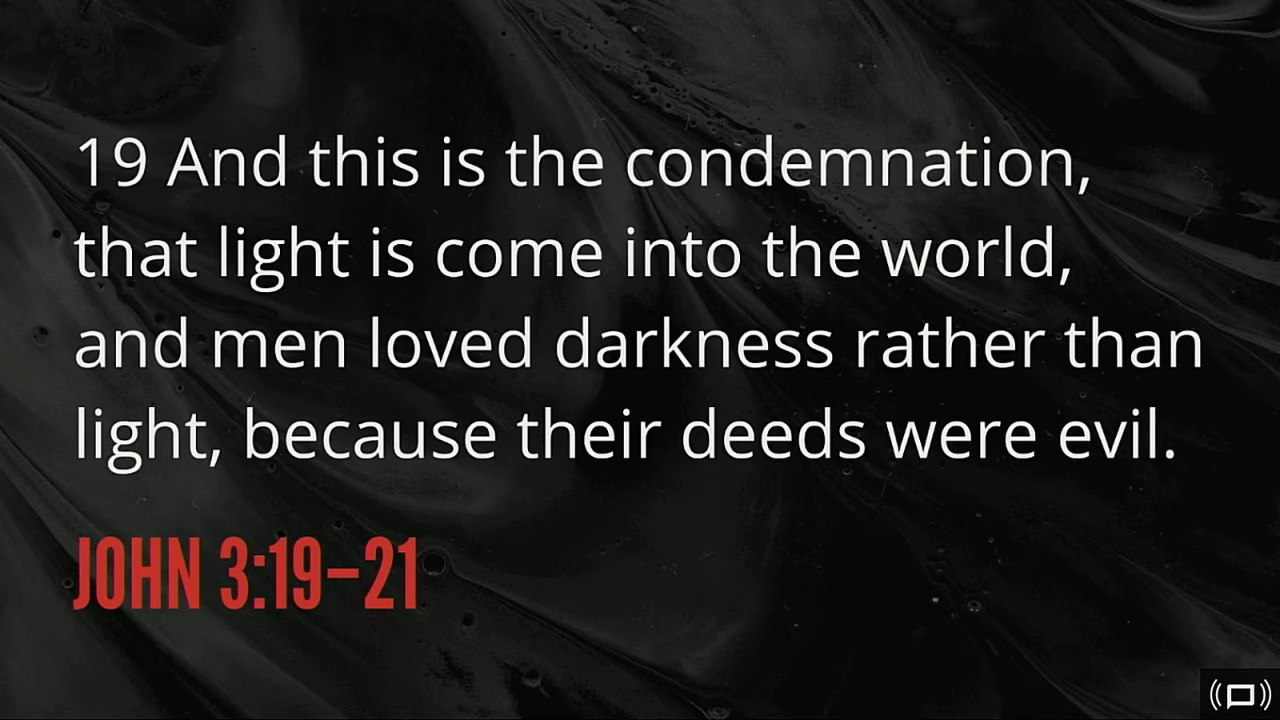 19 And this is the condemnation,
that light is come into the world,
and men loved darkness rather than
light, because their deeds were evil.
JOHN 3:19–21